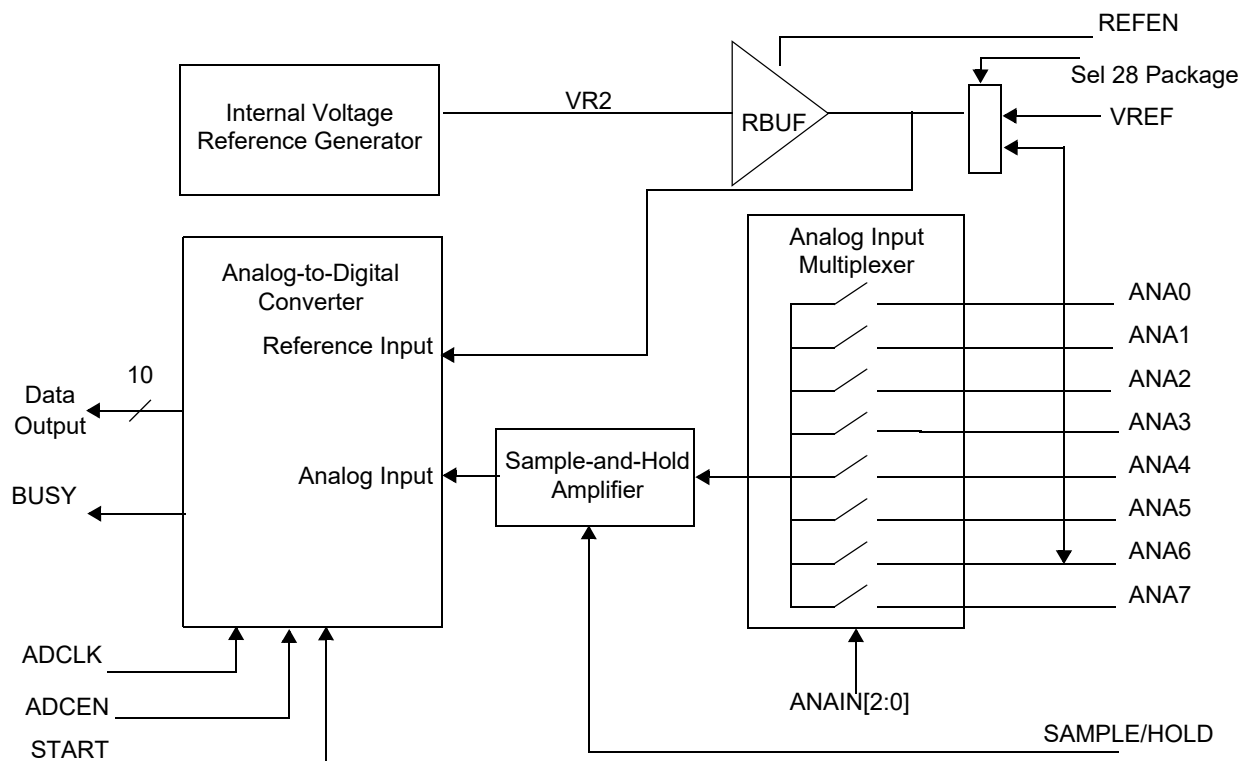 REFEN
Sel 28 Package
VREF
Internal Voltage
Reference Generator
VR2
RBUF
Analog Input
Multiplexer
Analog-to-Digital
Converter
Reference Input
Analog Input
10
Data
Output
BUSY
Sample-and-Hold
Amplifier
ANA0
ANA1
ANA2
ANA3
ANA4
ANA5
ANA6
ANA7
ADCLK
ADCEN
START
ANAIN[2:0]
SAMPLE/HOLD